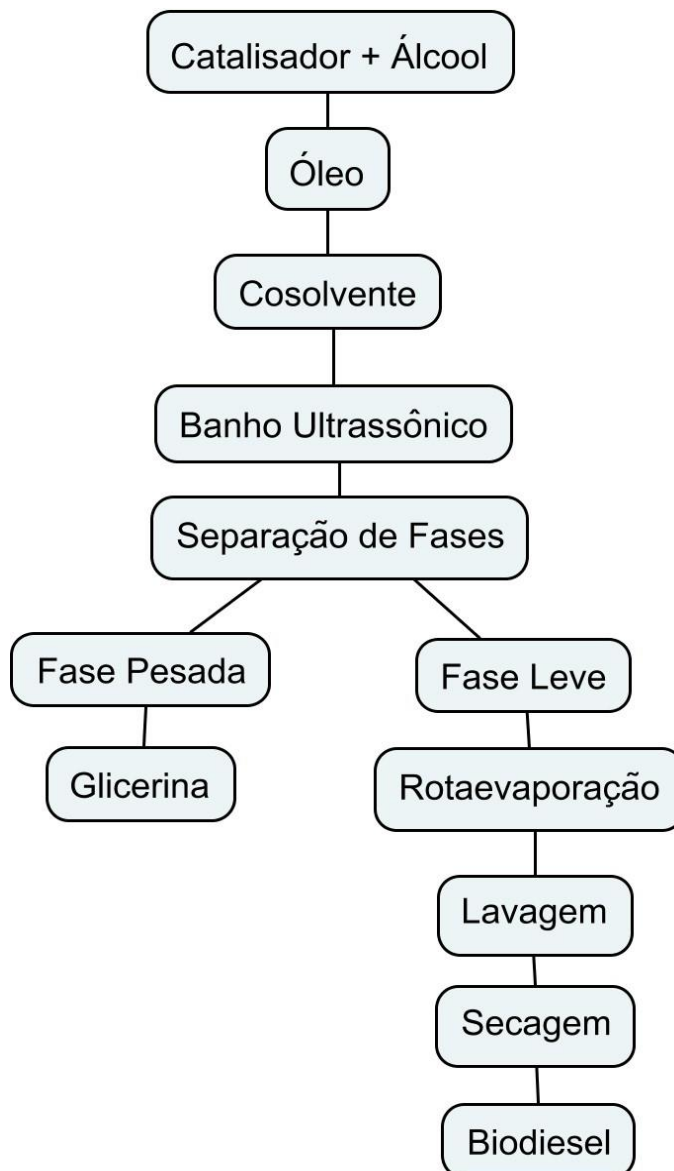 Catalisador + Álcool
Óleo
Cosolvente
Banho Ultrassônico
Separação de Fases
Fase Pesada
Fase Leve
Glicerina
Rotaevaporação
Lavagem
Secagem
Biodiesel